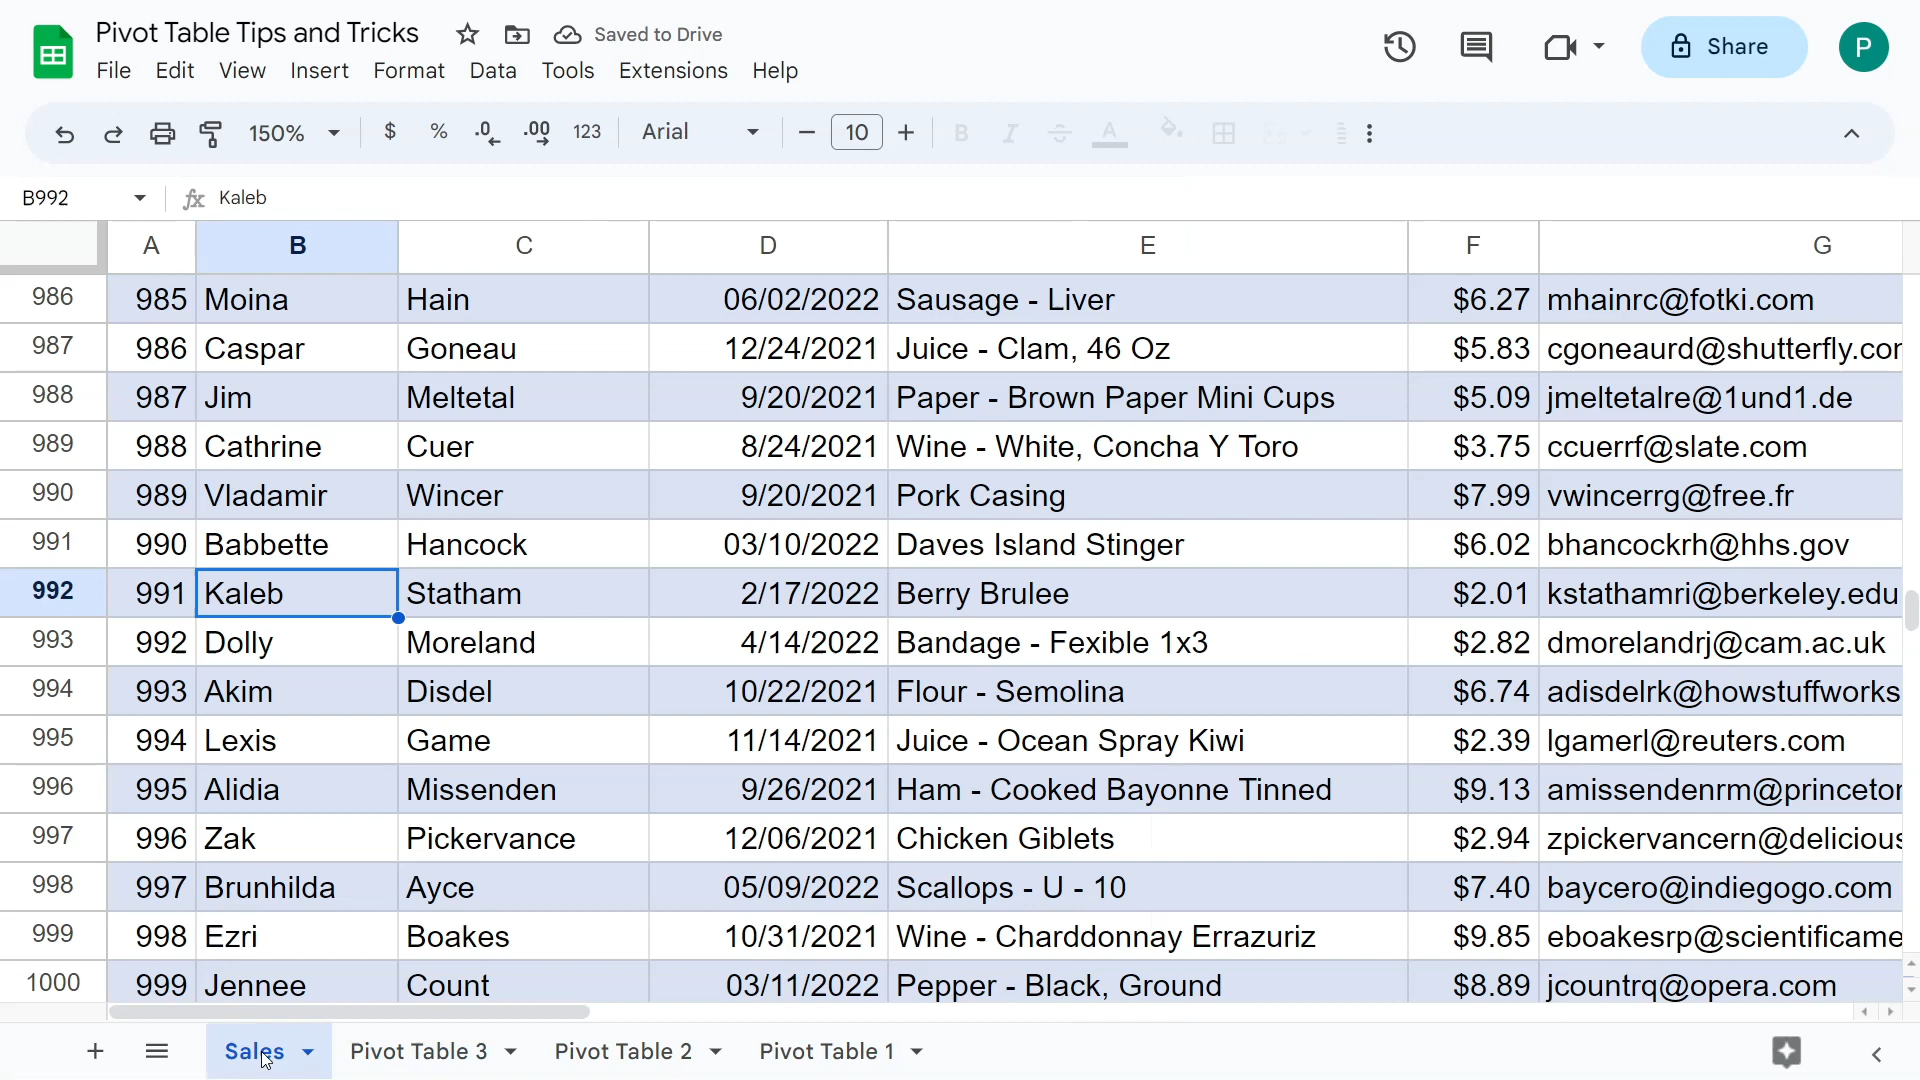 Pivot Table Tips and Tricks Saved to Drive
File Edit View Insert Format Data Tools Extensions Help
Share P
150% $ % .0 .00 123 Arial 10 B I A
B992 fx Kaleb
A B C D E F G
986 985 Moina Hain 06/02/2022 Sausage - Liver $6.27 mhainrc@fotki.com
987 986 Caspar Goneau 12/24/2021 Juice - Clam, 46 Oz $5.83 cgoneaurd@shutterfly.cor
988 987 Jim Meltetal 9/20/2021 Paper - Brown Paper Mini Cups $5.09 jmeltetalre@1und1.de
989 988 Cathrine Cuer 8/24/2021 Wine - White, Concha Y Toro $3.75 ccuerrf@slate.com
990 989 Vladamir Wincer 9/20/2021 Pork Casing $7.99 vwincerrg@free.fr
991 990 Babbette Hancock 03/10/2022 Daves Island Stinger $6.02 bhancockrh@hhs.gov
992 991 Kaleb Statham 2/17/2022 Berry Brulee $2.01 kstathamri@berkeley.edu
993 992 Dolly Moreland 4/14/2022 Bandage - Fexible 1x3 $2.82 dmorelandrj@cam.ac.uk
994 993 Akim Disdel 10/22/2021 Flour - Semolina $6.74 adisdelrk@howstuffworks
995 994 Lexis Game 11/14/2021 Juice - Ocean Spray Kiwi $2.39 lgamerl@reuters.com
996 995 Alidia Missenden 9/26/2021 Ham - Cooked Bayonne Tinned $9.13 amissendenrm@princetor
997 996 Zak Pickervance 12/06/2021 Chicken Giblets $2.94 zpickervancern@delicious
998 997 Brunhilda Ayce 05/09/2022 Scallops - U - 10 $7.40 baycero@indiegogo.com
999 998 Ezri Boakes 10/31/2021 Wine - Charddonnay Errazuriz $9.85 eboakesrp@scientificame
1000 999 Jennee Count 03/11/2022 Pepper - Black, Ground $8.89 jcountrq@opera.com
Sales Pivot Table 3 Pivot Table 2 Pivot Table 1